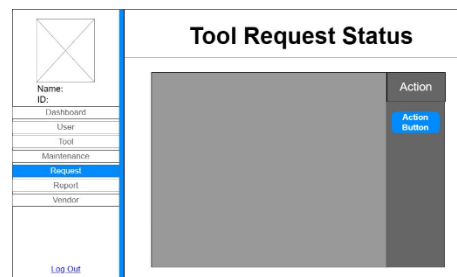 Name:
ID:
Dashboard
User
Tool
Maintenance
Request
Report
Vendor
Log Out
Tool Request Status
Action
Action
Button